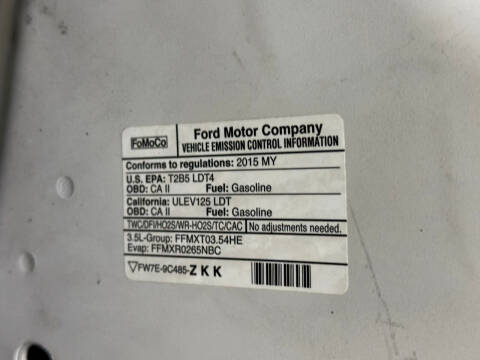 FoMoCo
Ford Motor Company
VEHICLE EMISSION CONTROL INFORMATION
Conforms to regulations: 2015 MY
U.S. EPA: T2B5 LDT4
OBD: CA II Fuel: Gasoline
California: ULEV125 LDT
OBD: CA II Fuel: Gasoline
TWC/DFI/HO2S/WR-HO2S/TC/CAC No adjustments needed.
3.5L-Group: FFMXT03.54HE
Evap: FFMXR0265NBC
▽FW7E-9C485-ZKK